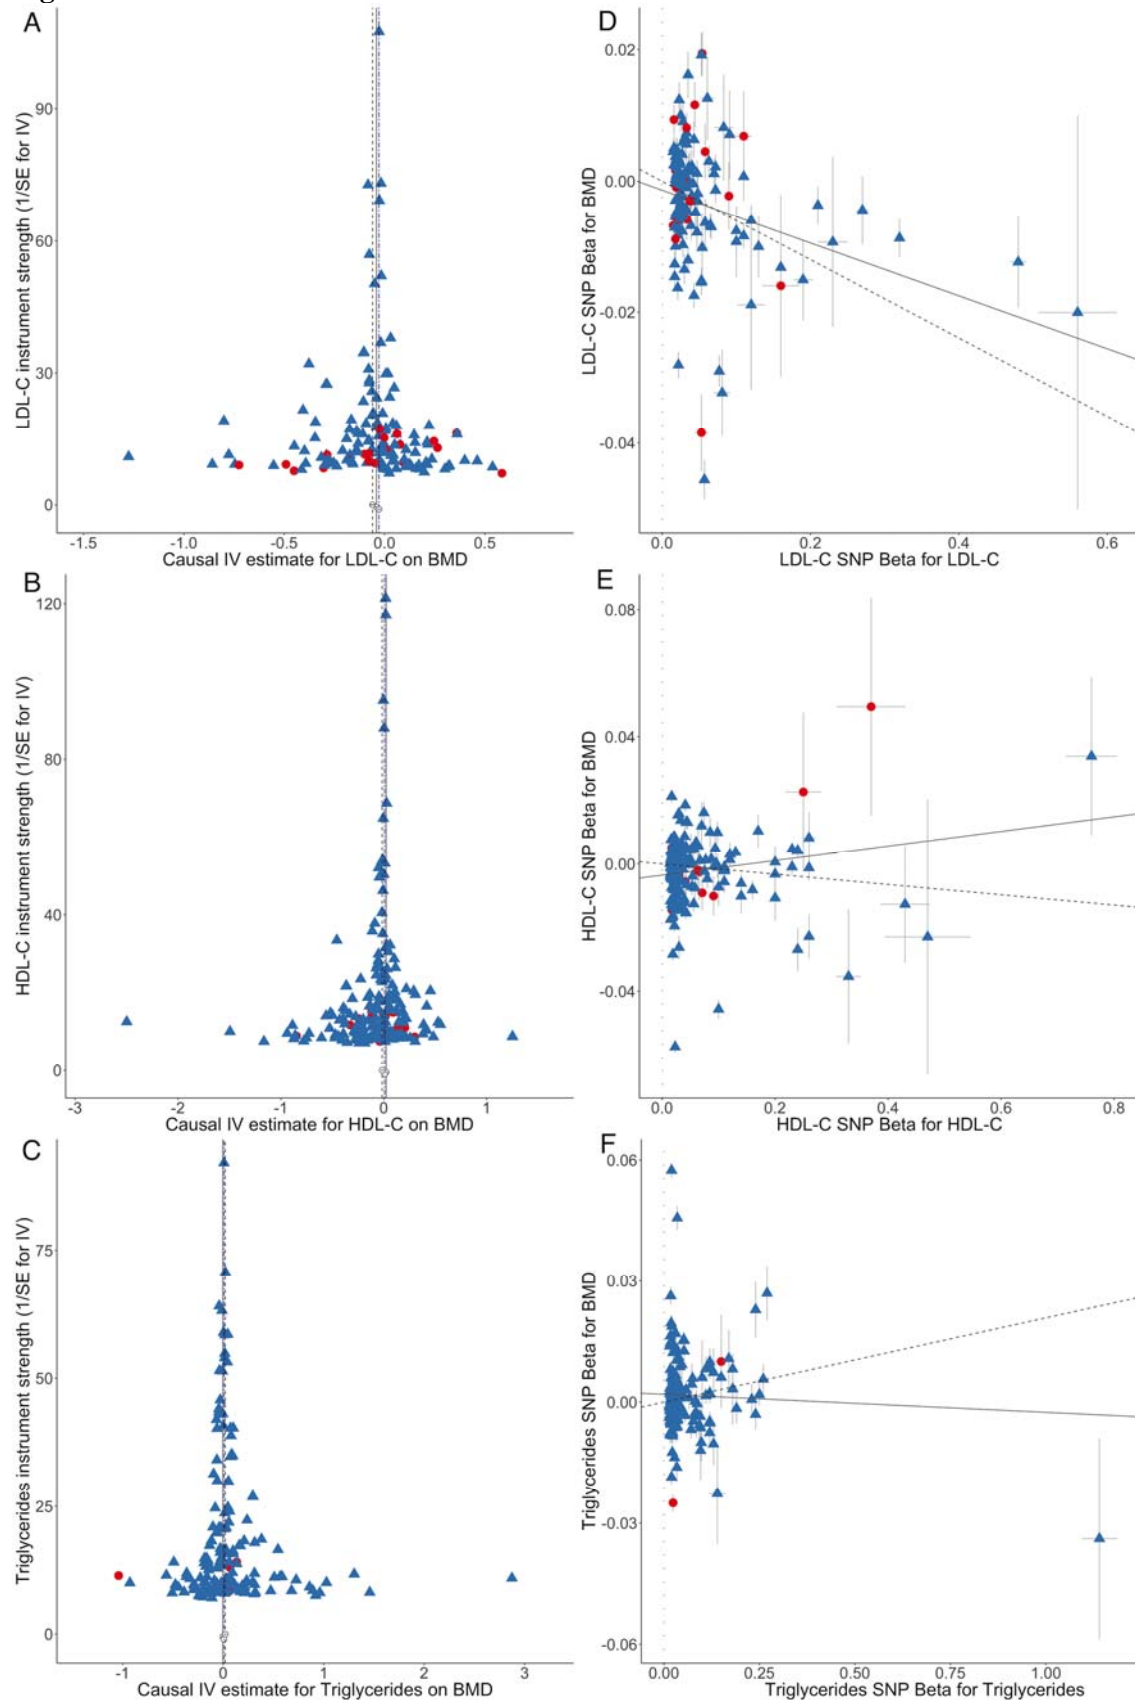 A
LDL-C instrument strength (1/SE for IV)
90
60
30
0
-1.5 -1.0 -0.5 0.0 0.5
Causal IV estimate for LDL-C on BMD
D
LDL-C SNP Beta for BMD
0.02
0.00
-0.02
-0.04
0.0 0.2 0.4 0.6
LDL-C SNP Beta for LDL-C
B
HDL-C instrument strength (1/SE for IV)
120
80
40
0
-3 -2 -1 0 1
Causal IV estimate for HDL-C on BMD
E
HDL-C SNP Beta for BMD
0.08
0.04
0.00
-0.04
0.0 0.2 0.4 0.6 0.8
HDL-C SNP Beta for HDL-C
C
Triglycerides instrument strength (1/SE for IV)
75
50
25
0
-1 0 1 2 3
Causal IV estimate for Triglycerides on BMD
F
Triglycerides SNP Beta for BMD
0.06
0.03
0.00
-0.03
-0.06
0.00 0.25 0.50 0.75 1.00
Triglycerides SNP Beta for Triglycerides